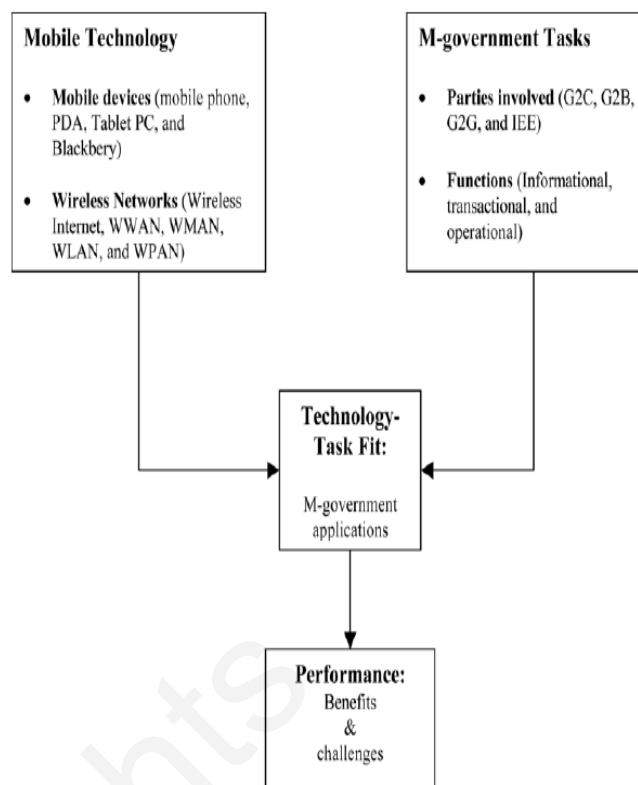 Mobile Technology
• Mobile devices (mobile phone,
PDA, Tablet PC, and
Blackbery)
• Wireless Networks (Wireless
Internet, WWAN, WMAN,
WLAN, and WPAN)
M-government Tasks
• Parties involved (G2C, G2B,
G2G, and IEE)
• Functions (Informational,
transactional, and
operational)
Technology-
Task Fit:
M-government
applications
Performance:
Benefits
&
challenges
hts